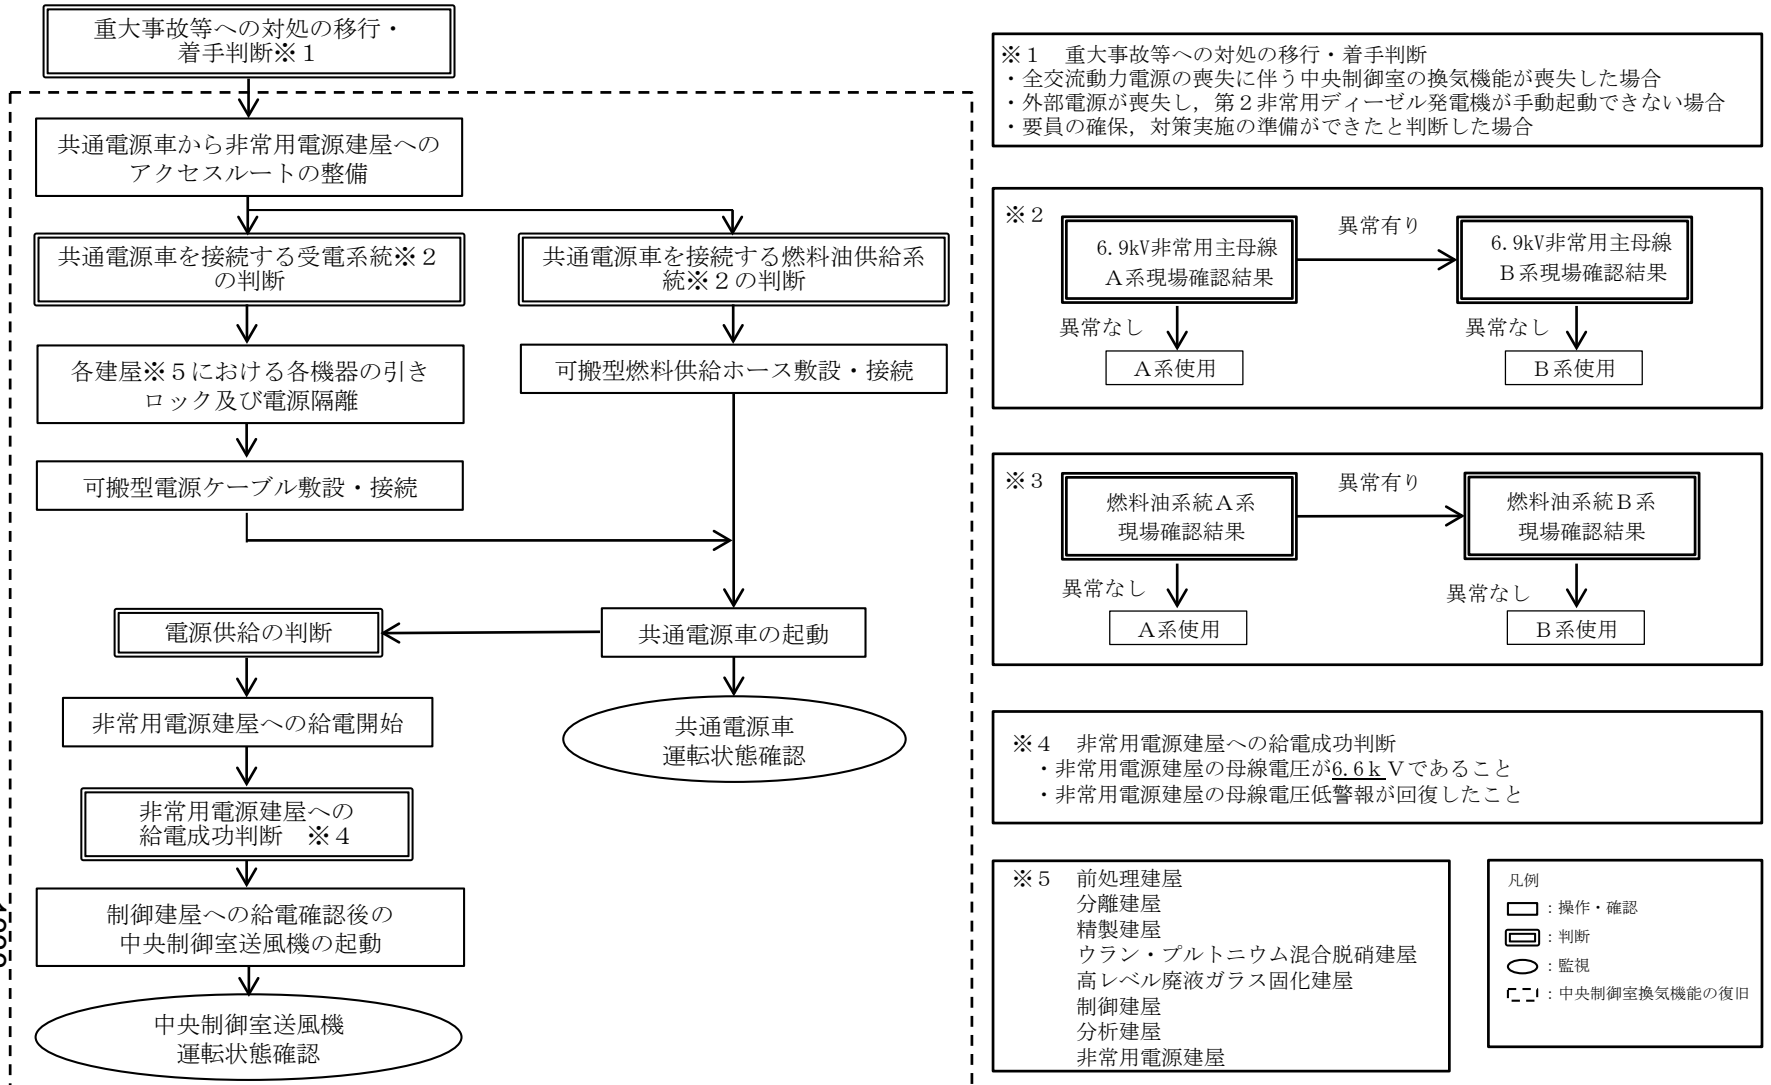 重大事故等への対処の移行・
着手判断※１
共通電源車から非常用電源建屋への
アクセスルートの整備
共通電源車を接続する受電系統※２
の判断
共通電源車を接続する燃料油供給系
統※２の判断
各建屋※５における各機器の引き
ロック及び電源隔離
可搬型燃料供給ホース敷設・接続
可搬型電源ケーブル敷設・接続
電源供給の判断
共通電源車の起動
非常用電源建屋への給電開始
共通電源車
運転状態確認
非常用電源建屋への
給電成功判断　※４
制御建屋への給電確認後の
中央制御室送風機の起動
中央制御室送風機
運転状態確認
※１　重大事故等への対処の移行・着手判断
・全交流動力電源の喪失に伴う中央制御室の換気機能が喪失した場合
・外部電源が喪失し，第２非常用ディーゼル発電機が手動起動できない場合
・要員の確保，対策実施の準備ができたと判断した場合
※２
6.9kV非常用主母線
Ａ系現場確認結果
異常有り
6.9kV非常用主母線
Ｂ系現場確認結果
異常なし
Ａ系使用
異常なし
Ｂ系使用
※３
燃料油系統Ａ系
現場確認結果
異常有り
燃料油系統Ｂ系
現場確認結果
異常なし
Ａ系使用
異常なし
Ｂ系使用
※４　非常用電源建屋への給電成功判断
・非常用電源建屋の母線電圧が6.6ｋＶであること
・非常用電源建屋の母線電圧低警報が回復したこと
※５　前処理建屋
分離建屋
精製建屋
ウラン・プルトニウム混合脱硝建屋
高レベル廃液ガラス固化建屋
制御建屋
分析建屋
非常用電源建屋
凡例
：操作・確認
：判断
：監視
：中央制御室換気機能の復旧